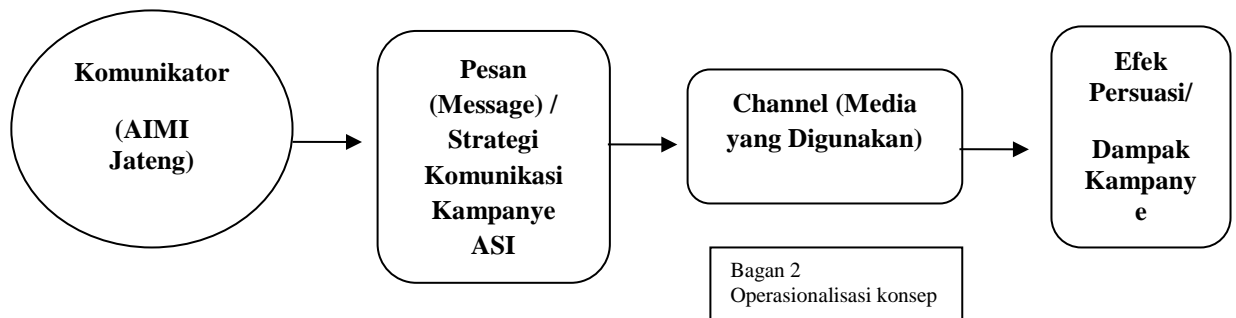 Komunikator
(AIMI
Jateng)
Pesan
(Message) /
Strategi
Komunikasi
Kampanye
ASI
Channel (Media
yang Digunakan)
Efek
Persuasi/
Dampak
Kampany
e
Bagan 2
Operasionalisasi konsep